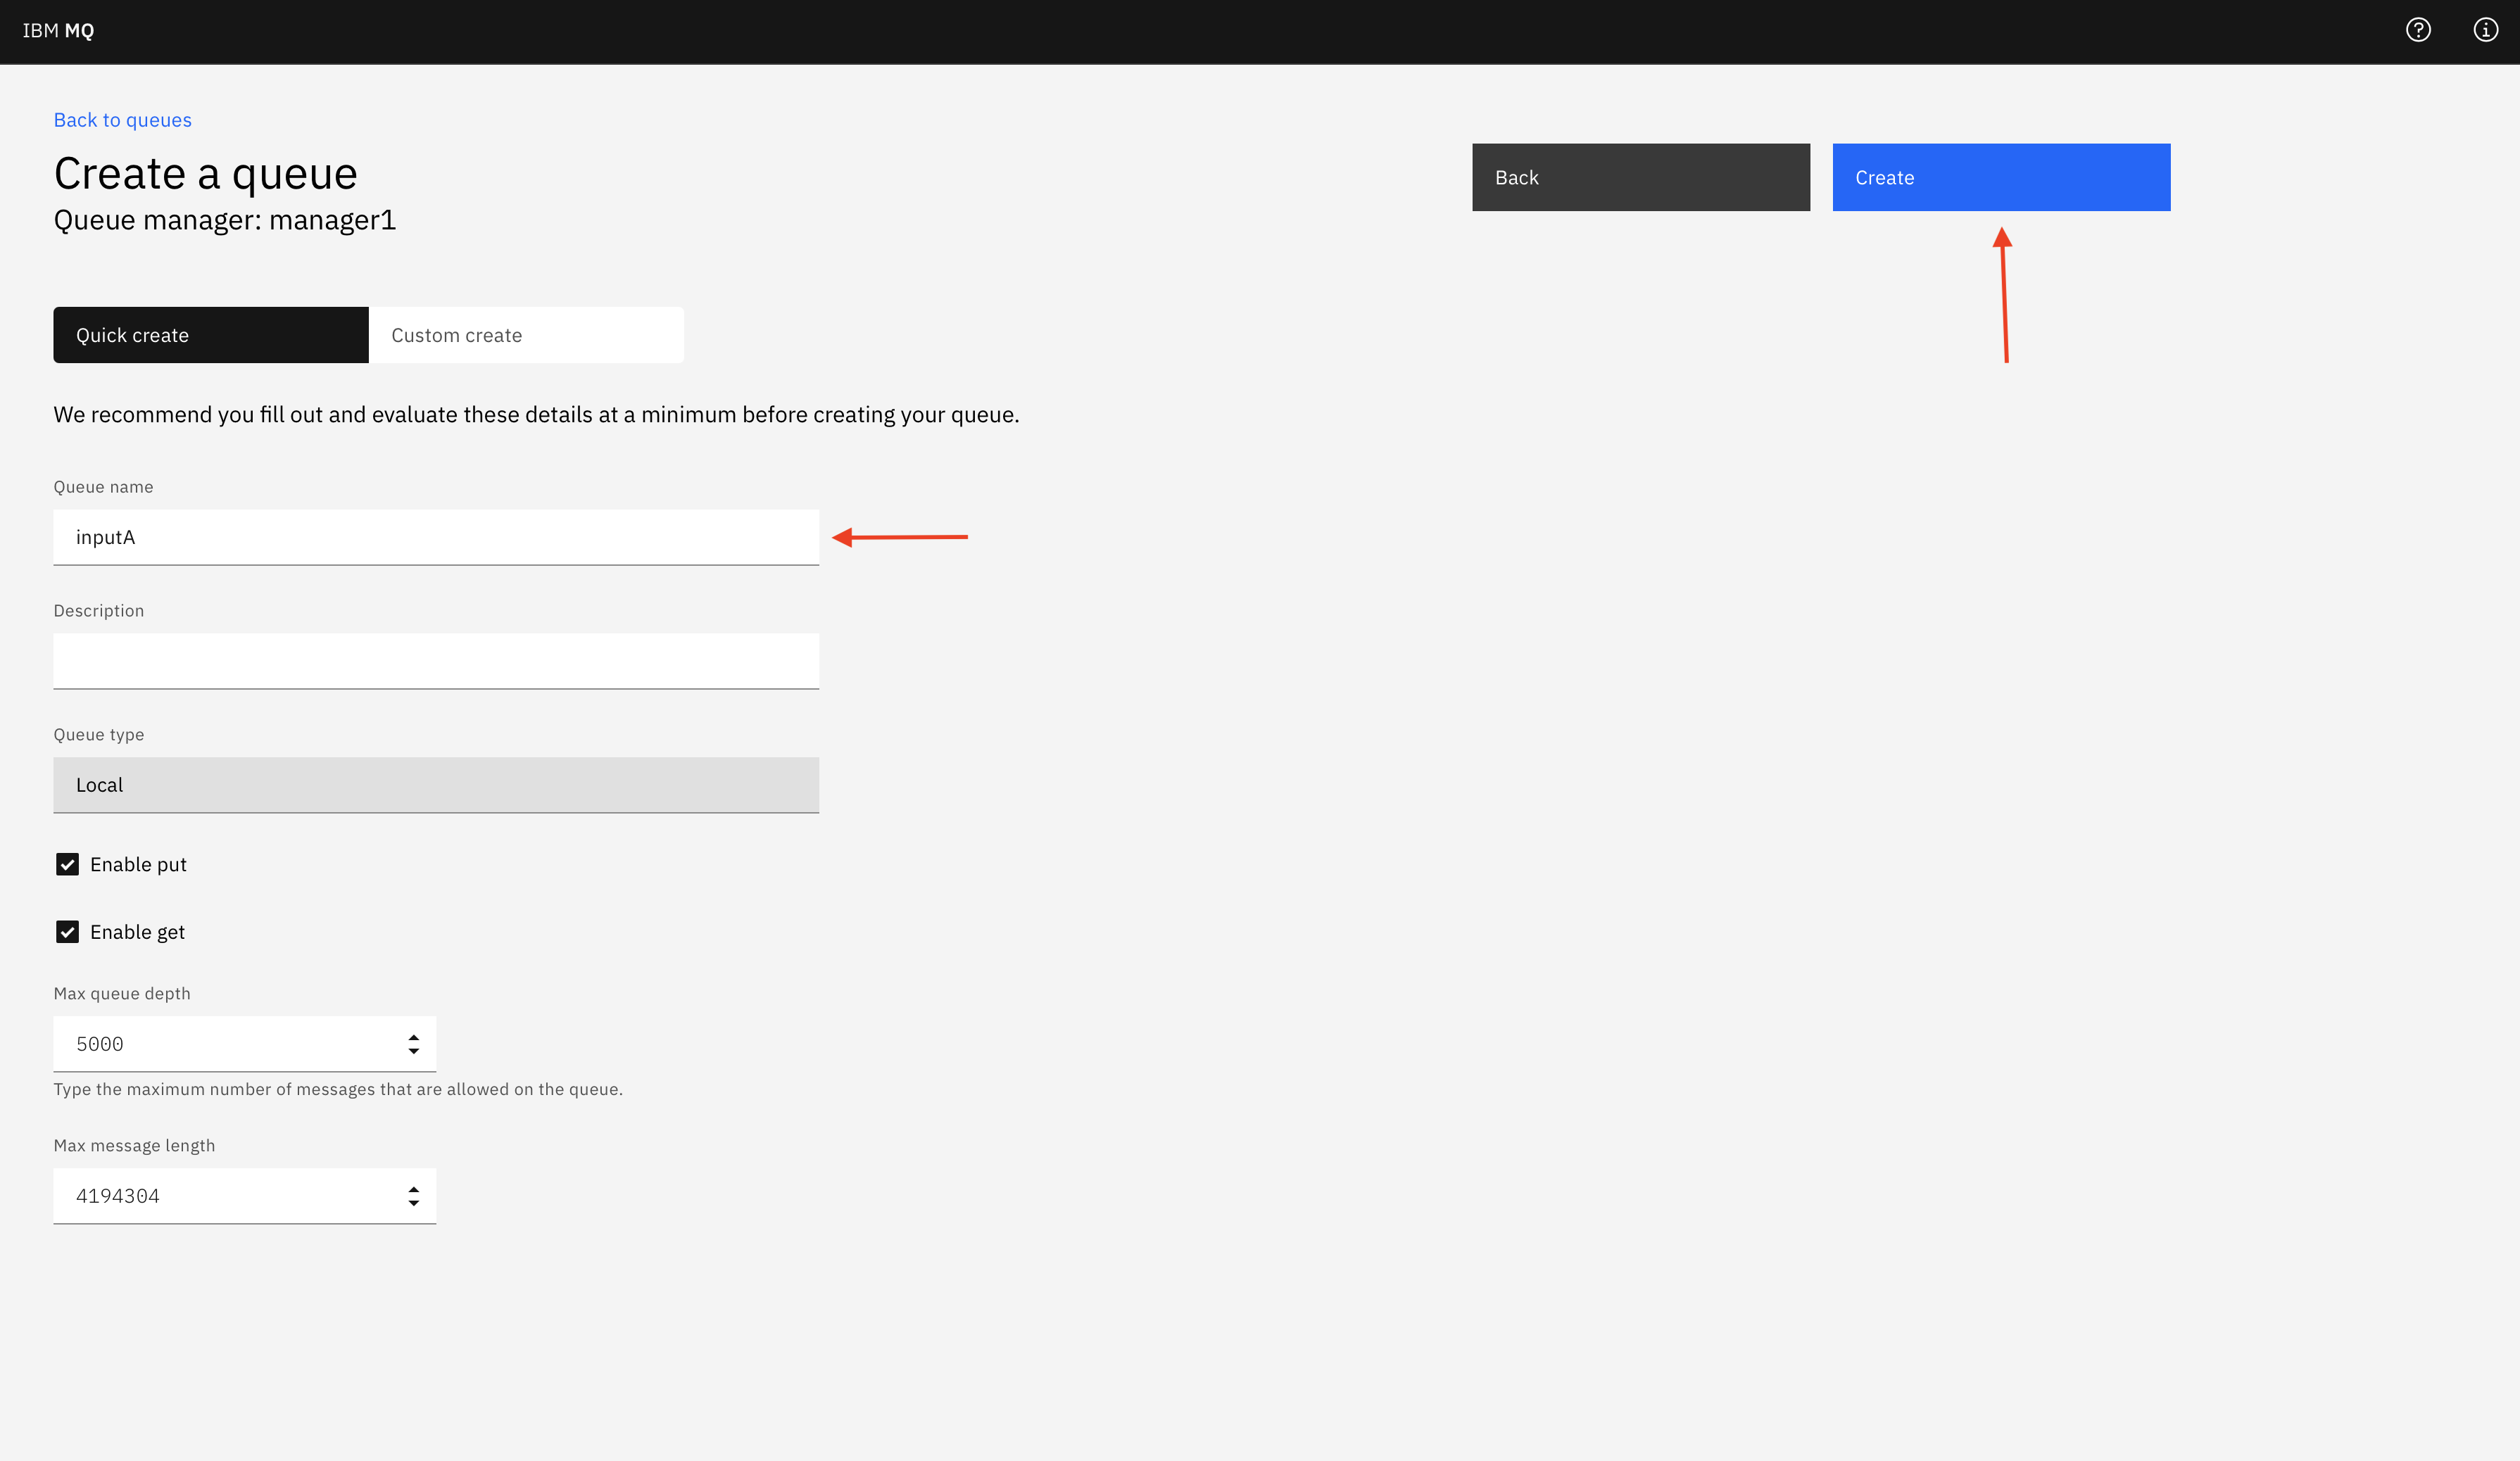 IBM MQ
Back to queues
Create a queue
Queue manager: manager1
Back
Create
Quick create
Custom create
We recommend you fill out and evaluate these details at a minimum before creating your queue.
Queue name
inputA
Description
Queue type
Local
Enable put
Enable get
Max queue depth
5000
Type the maximum number of messages that are allowed on the queue.
Max message length
4194304